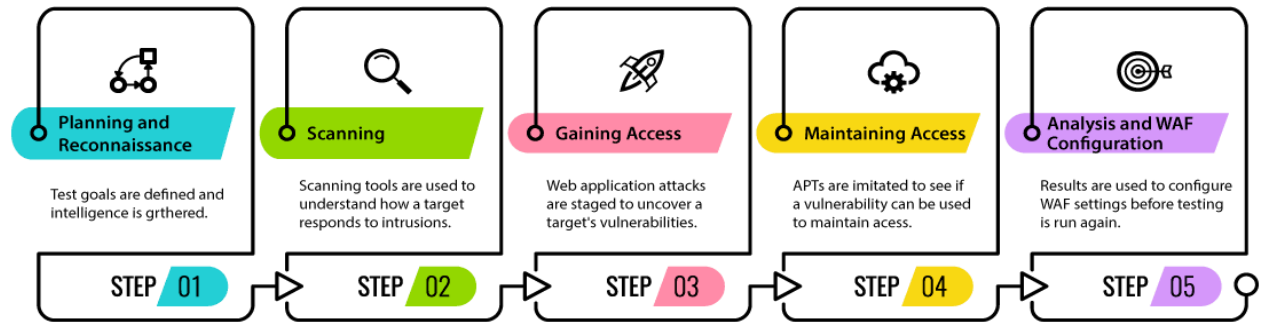 Planning and
Reconnaissance
Test goals are defined and
intelligence is grthered.
STEP 01
Scanning
Scanning tools are used to
understand how a target
responds to intrusions.
STEP 02
Gaining Access
Web application attacks
are staged to uncover a
target's vulnerabilities.
STEP 03
Maintaining Access
APTs are imitated to see if
a vulnerability can be used
to maintain acess.
STEP 04
Analysis and WAF
Configuration
Results are used to configure
WAF settings before testing
is run again.
STEP 05